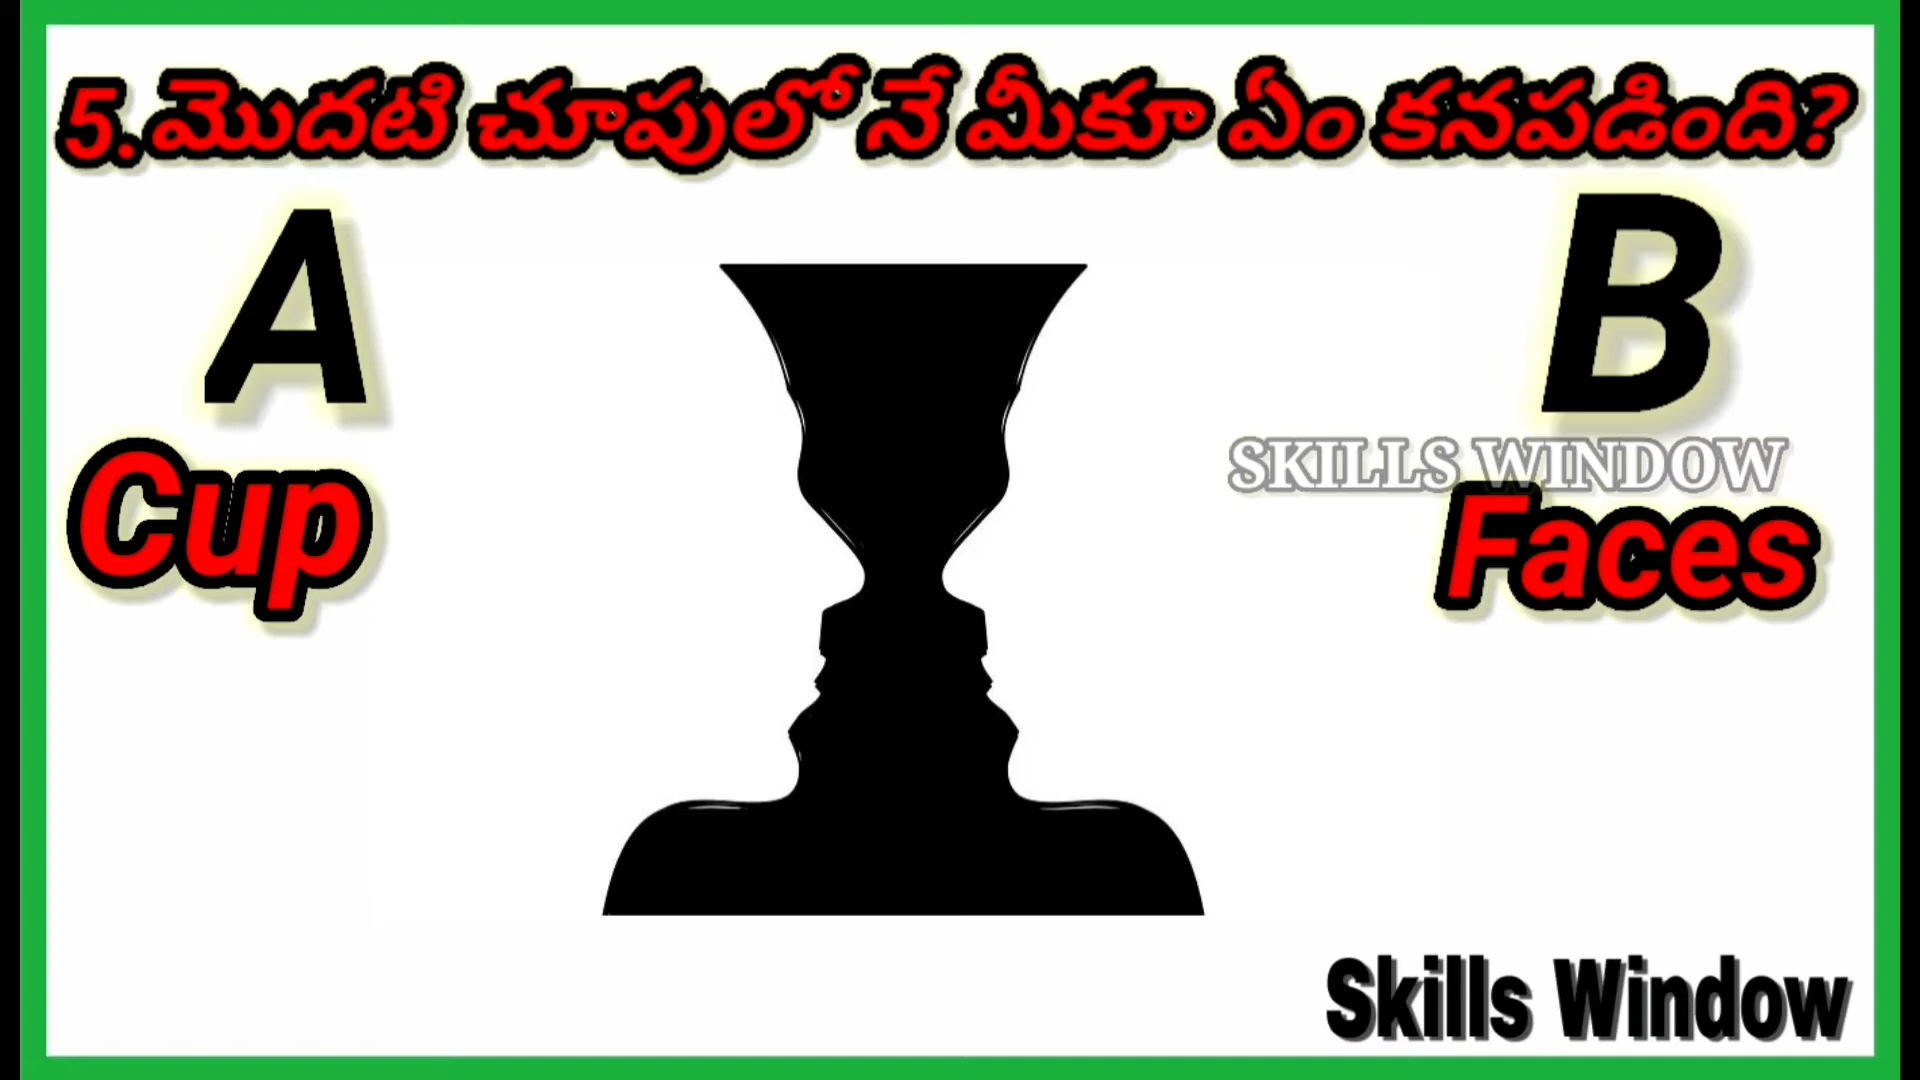 5.మొదటి చూపులో నే మీకూ ఏం కనపడింది?
A
Cup
B
SKILLS WINDOW
Faces
Skills Window